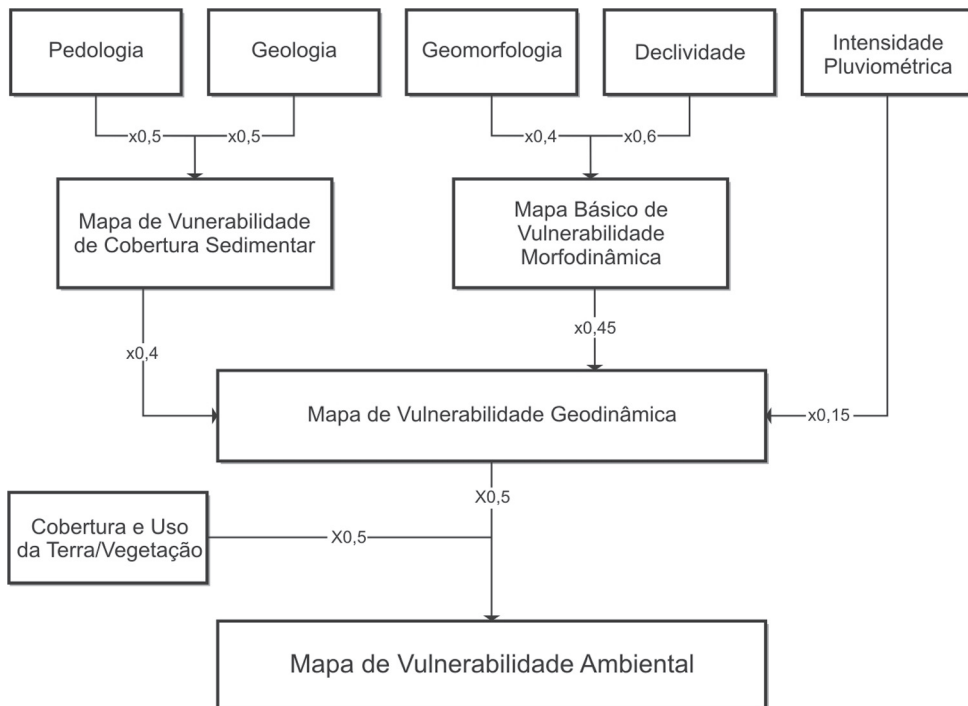 Pedologia
Geologia
Geomorfologia
Declividade
Intensidade
Pluviométrica
x0,5
x0,5
x0,4
x0,6
Mapa de Vunerabilidade
de Cobertura Sedimentar
Mapa Básico de
Vulnerabilidade
Morfodinâmica
x0,4
x0,45
Mapa de Vulnerabilidade Geodinâmica
x0,15
X0,5
Cobertura e Uso
da Terra/Vegetação
X0,5
Mapa de Vulnerabilidade Ambiental